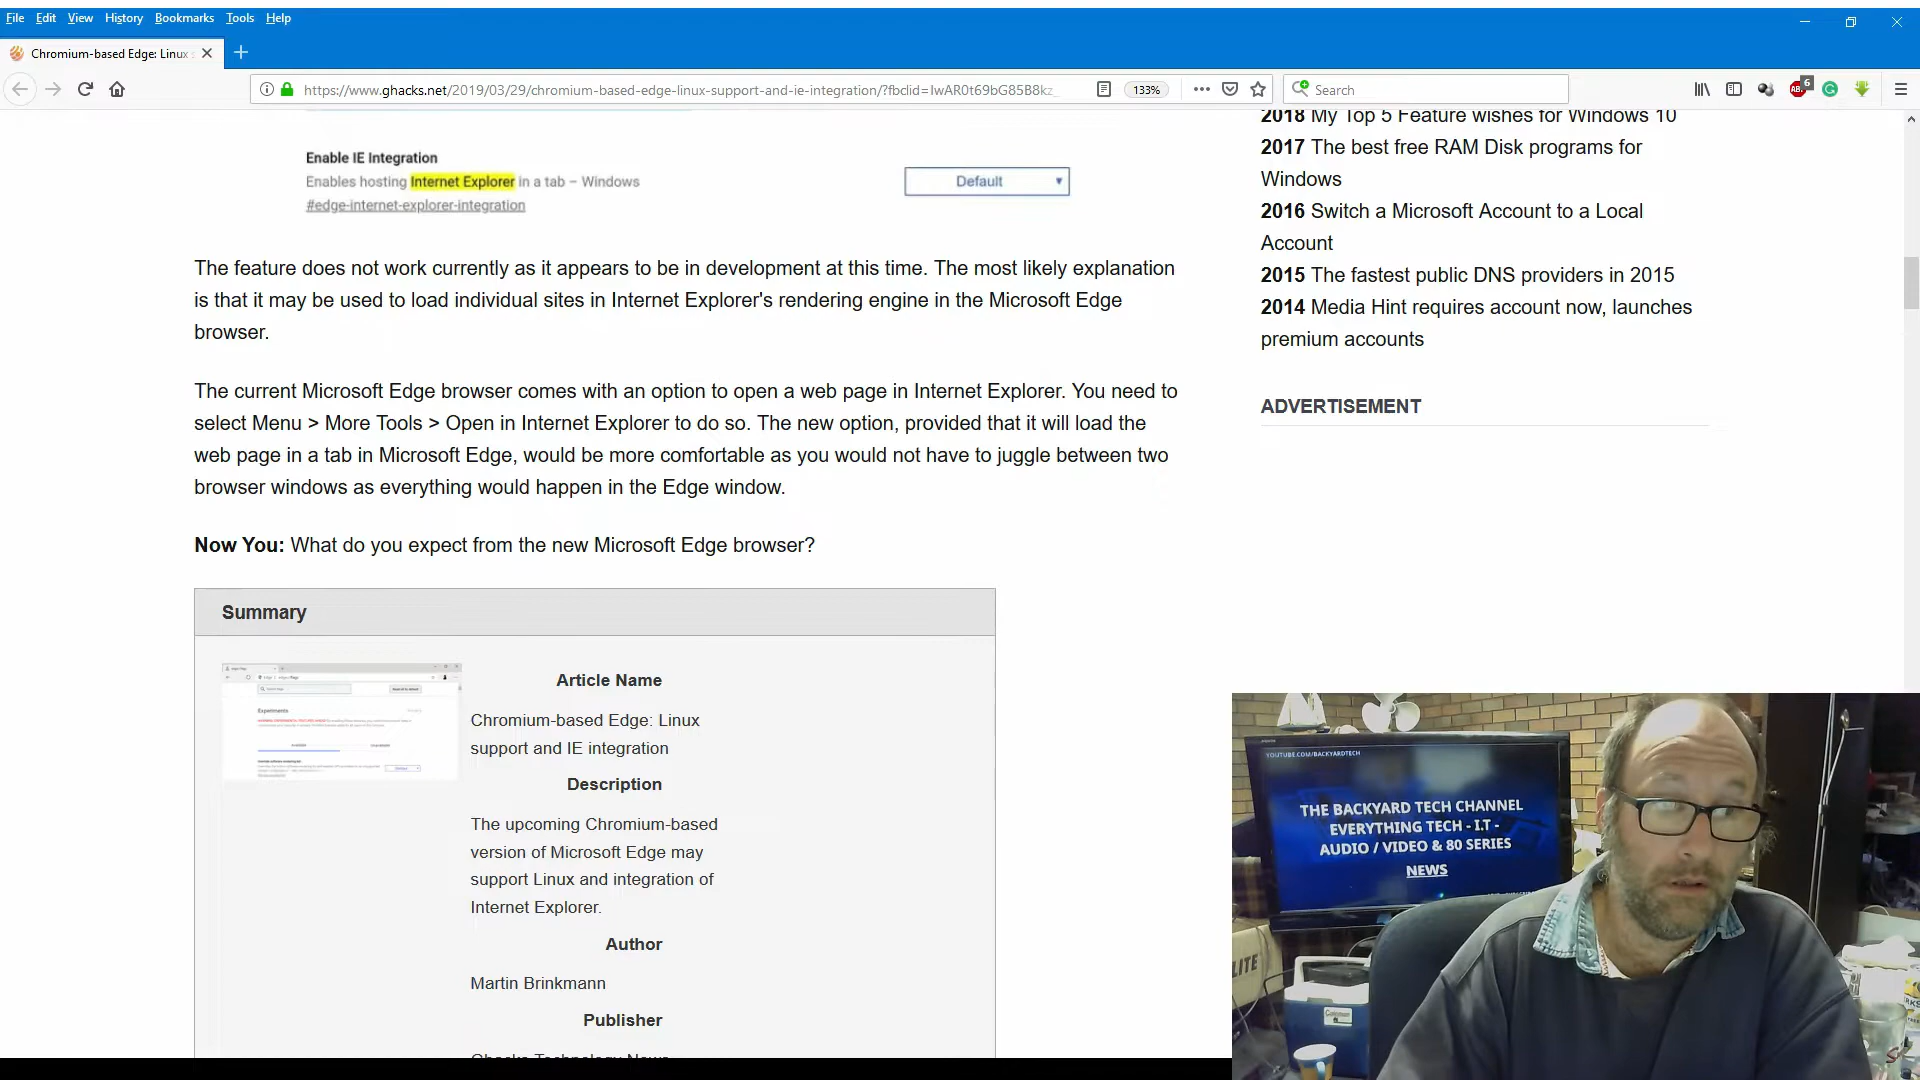 File Edit View History Bookmarks Tools Help
Chromium-based Edge: Linux
https://www.ghacks.net/2019/03/29/chromium-based-edge-linux-support-and-ie-integration/?fbclid=IwAR0t69bG85B8kz_
133%
Search
6
Enable IE Integration
Enables hosting Internet Explorer in a tab – Windows
#edge-internet-explorer-integration
Default
The feature does not work currently as it appears to be in development at this time. The most likely explanation
is that it may be used to load individual sites in Internet Explorer's rendering engine in the Microsoft Edge
browser.
The current Microsoft Edge browser comes with an option to open a web page in Internet Explorer. You need to
select Menu > More Tools > Open in Internet Explorer to do so. The new option, provided that it will load the
web page in a tab in Microsoft Edge, would be more comfortable as you would not have to juggle between two
browser windows as everything would happen in the Edge window.
Now You: What do you expect from the new Microsoft Edge browser?
Summary
Experiments
Article Name
Chromium-based Edge: Linux
support and IE integration
Description
The upcoming Chromium-based
version of Microsoft Edge may
support Linux and integration of
Internet Explorer.
Author
Martin Brinkmann
Publisher
Ghacks Technology News
2018 My Top 5 Feature wishes for Windows 10
2017 The best free RAM Disk programs for
Windows
2016 Switch a Microsoft Account to a Local
Account
2015 The fastest public DNS providers in 2015
2014 Media Hint requires account now, launches
premium accounts
ADVERTISEMENT
YOUTUBE.COM/BACKYARDTECH
THE BACKYARD TECH CHANNEL
EVERYTHING TECH - I.T -
AUDIO / VIDEO & 80 SERIES
NEWS